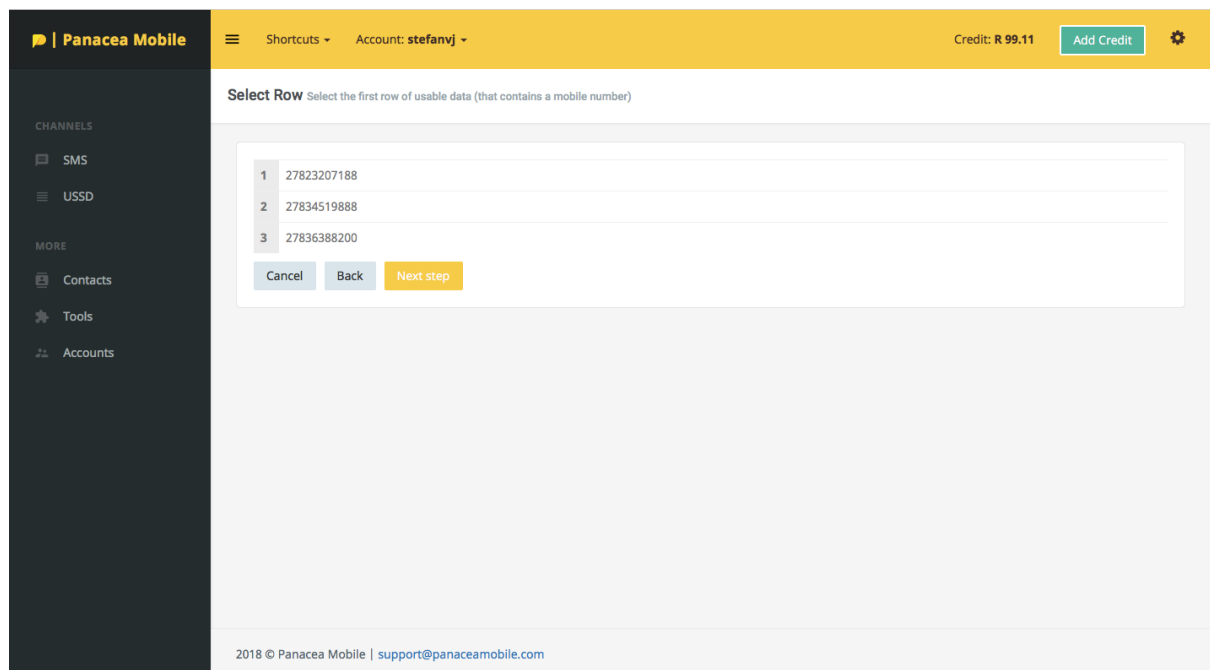 | Panacea Mobile
Shortcuts Account: stefanvj Credit: R 99.11 Add Credit
Select Row Select the first row of usable data (that contains a mobile number)
CHANNELS
SMS
USSD
MORE
Contacts
Tools
Accounts
1 27823207188
2 27834519888
3 27836388200
Cancel Back Next step
2018 © Panacea Mobile | support@panaceamobile.com